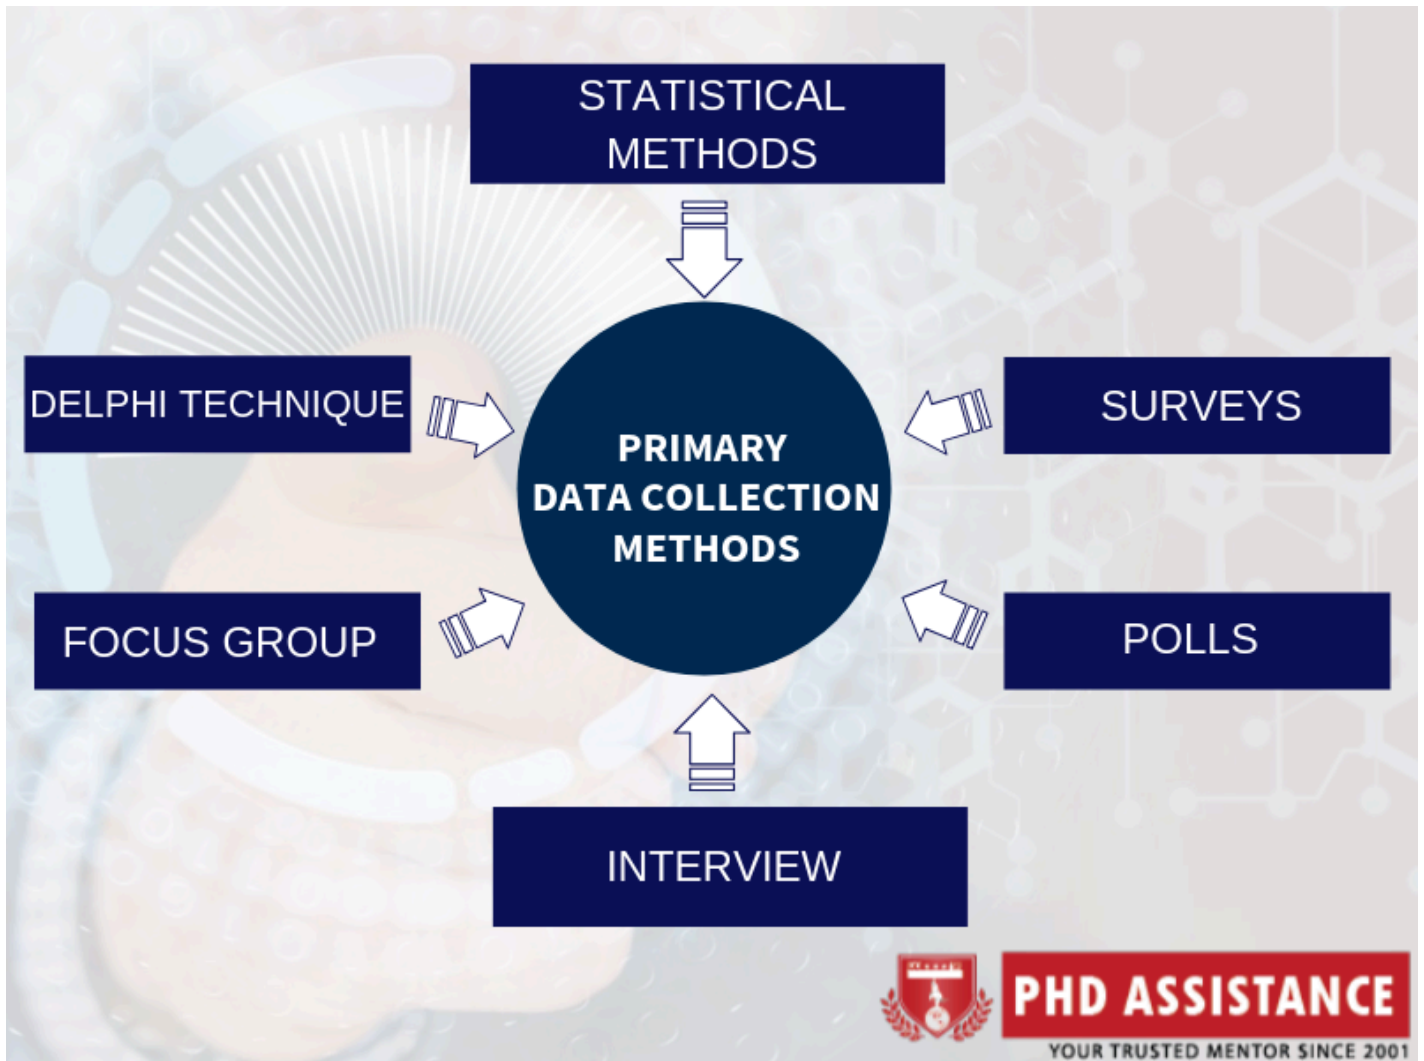 STATISTICAL
METHODS
DELPHI TECHNIQUE
SURVEYS
PRIMARY
DATA COLLECTION
METHODS
FOCUS GROUP
POLLS
INTERVIEW
PHD ASSISTANCE
YOUR TRUSTED MENTOR SINCE 2001